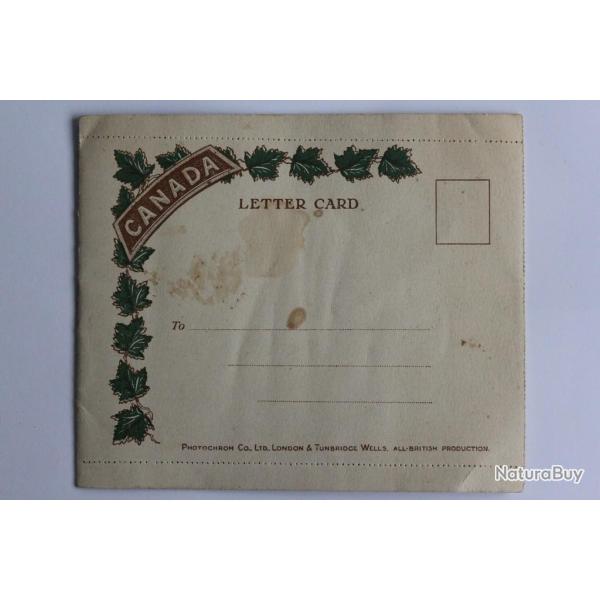 CANADA
LETTER CARD
To
PHOTOCHROM CO., LTD, LONDON & TUNBRIDGE WELLS. ALL-BRITISH PRODUCTION.
NaturaBuy